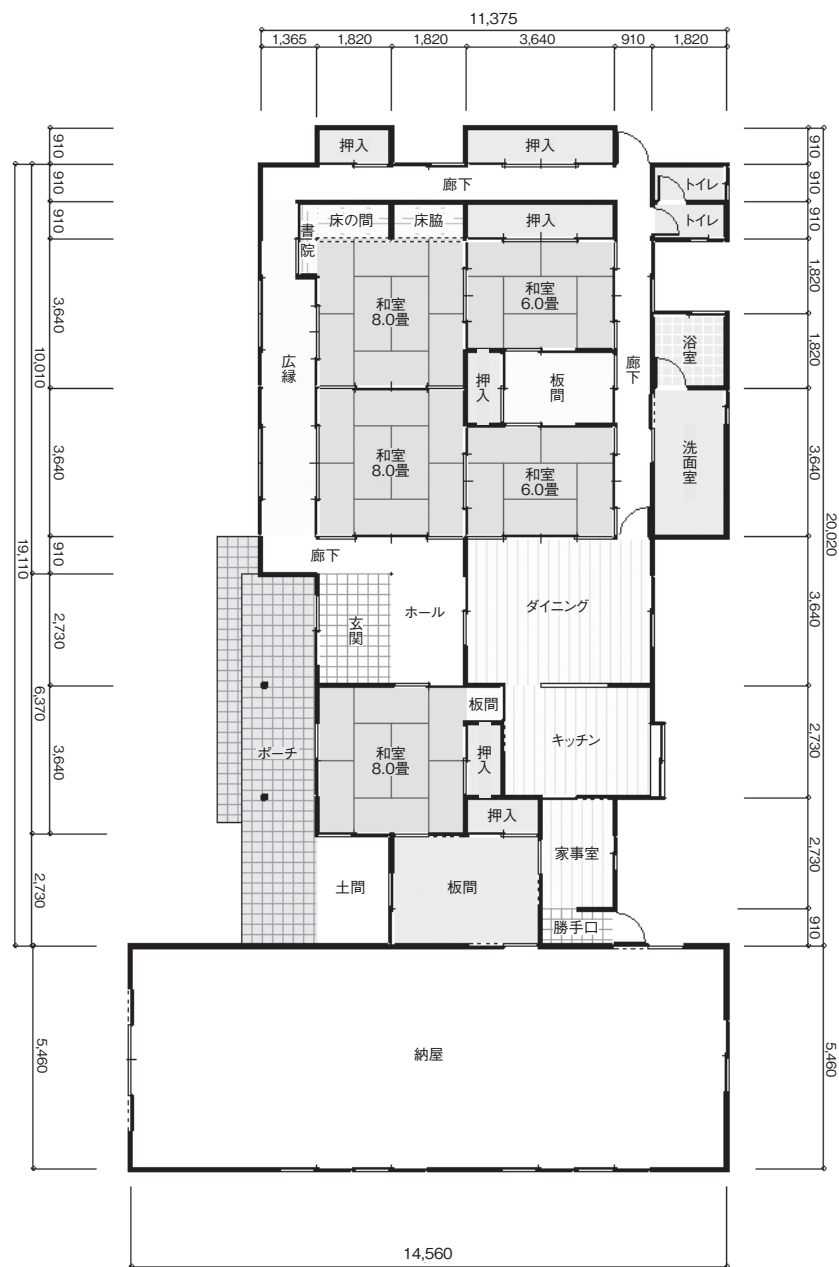 11,375
1,365
1,820
1,820
3,640
910
1,820
910
910
910
3,640
10,010
3,640
910
19,110
2,730
6,370
3,640
2,730
5,460
910
910
910
1,820
1,820
3,640
20,020
3,640
2,730
2,730
910
5,460
押入
押入
廊下
トイレ
トイレ
書院
床の間
床脇
押入
和室
8.0畳
和室
6.0畳
広縁
押入
板間
廊下
浴室
和室
8.0畳
和室
6.0畳
洗面室
廊下
玄関
ホール
ダイニング
ポーチ
和室
8.0畳
板間
押入
キッチン
押入
家事室
土間
板間
勝手口
納屋
14,560